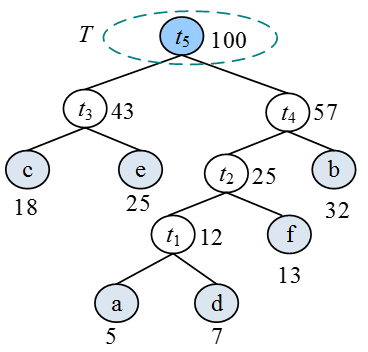 T t₅ 100
t₃ 43 t₄ 57
c e t₂ 25 b
18 25 32
t₁ 12 f
13
a d
5 7